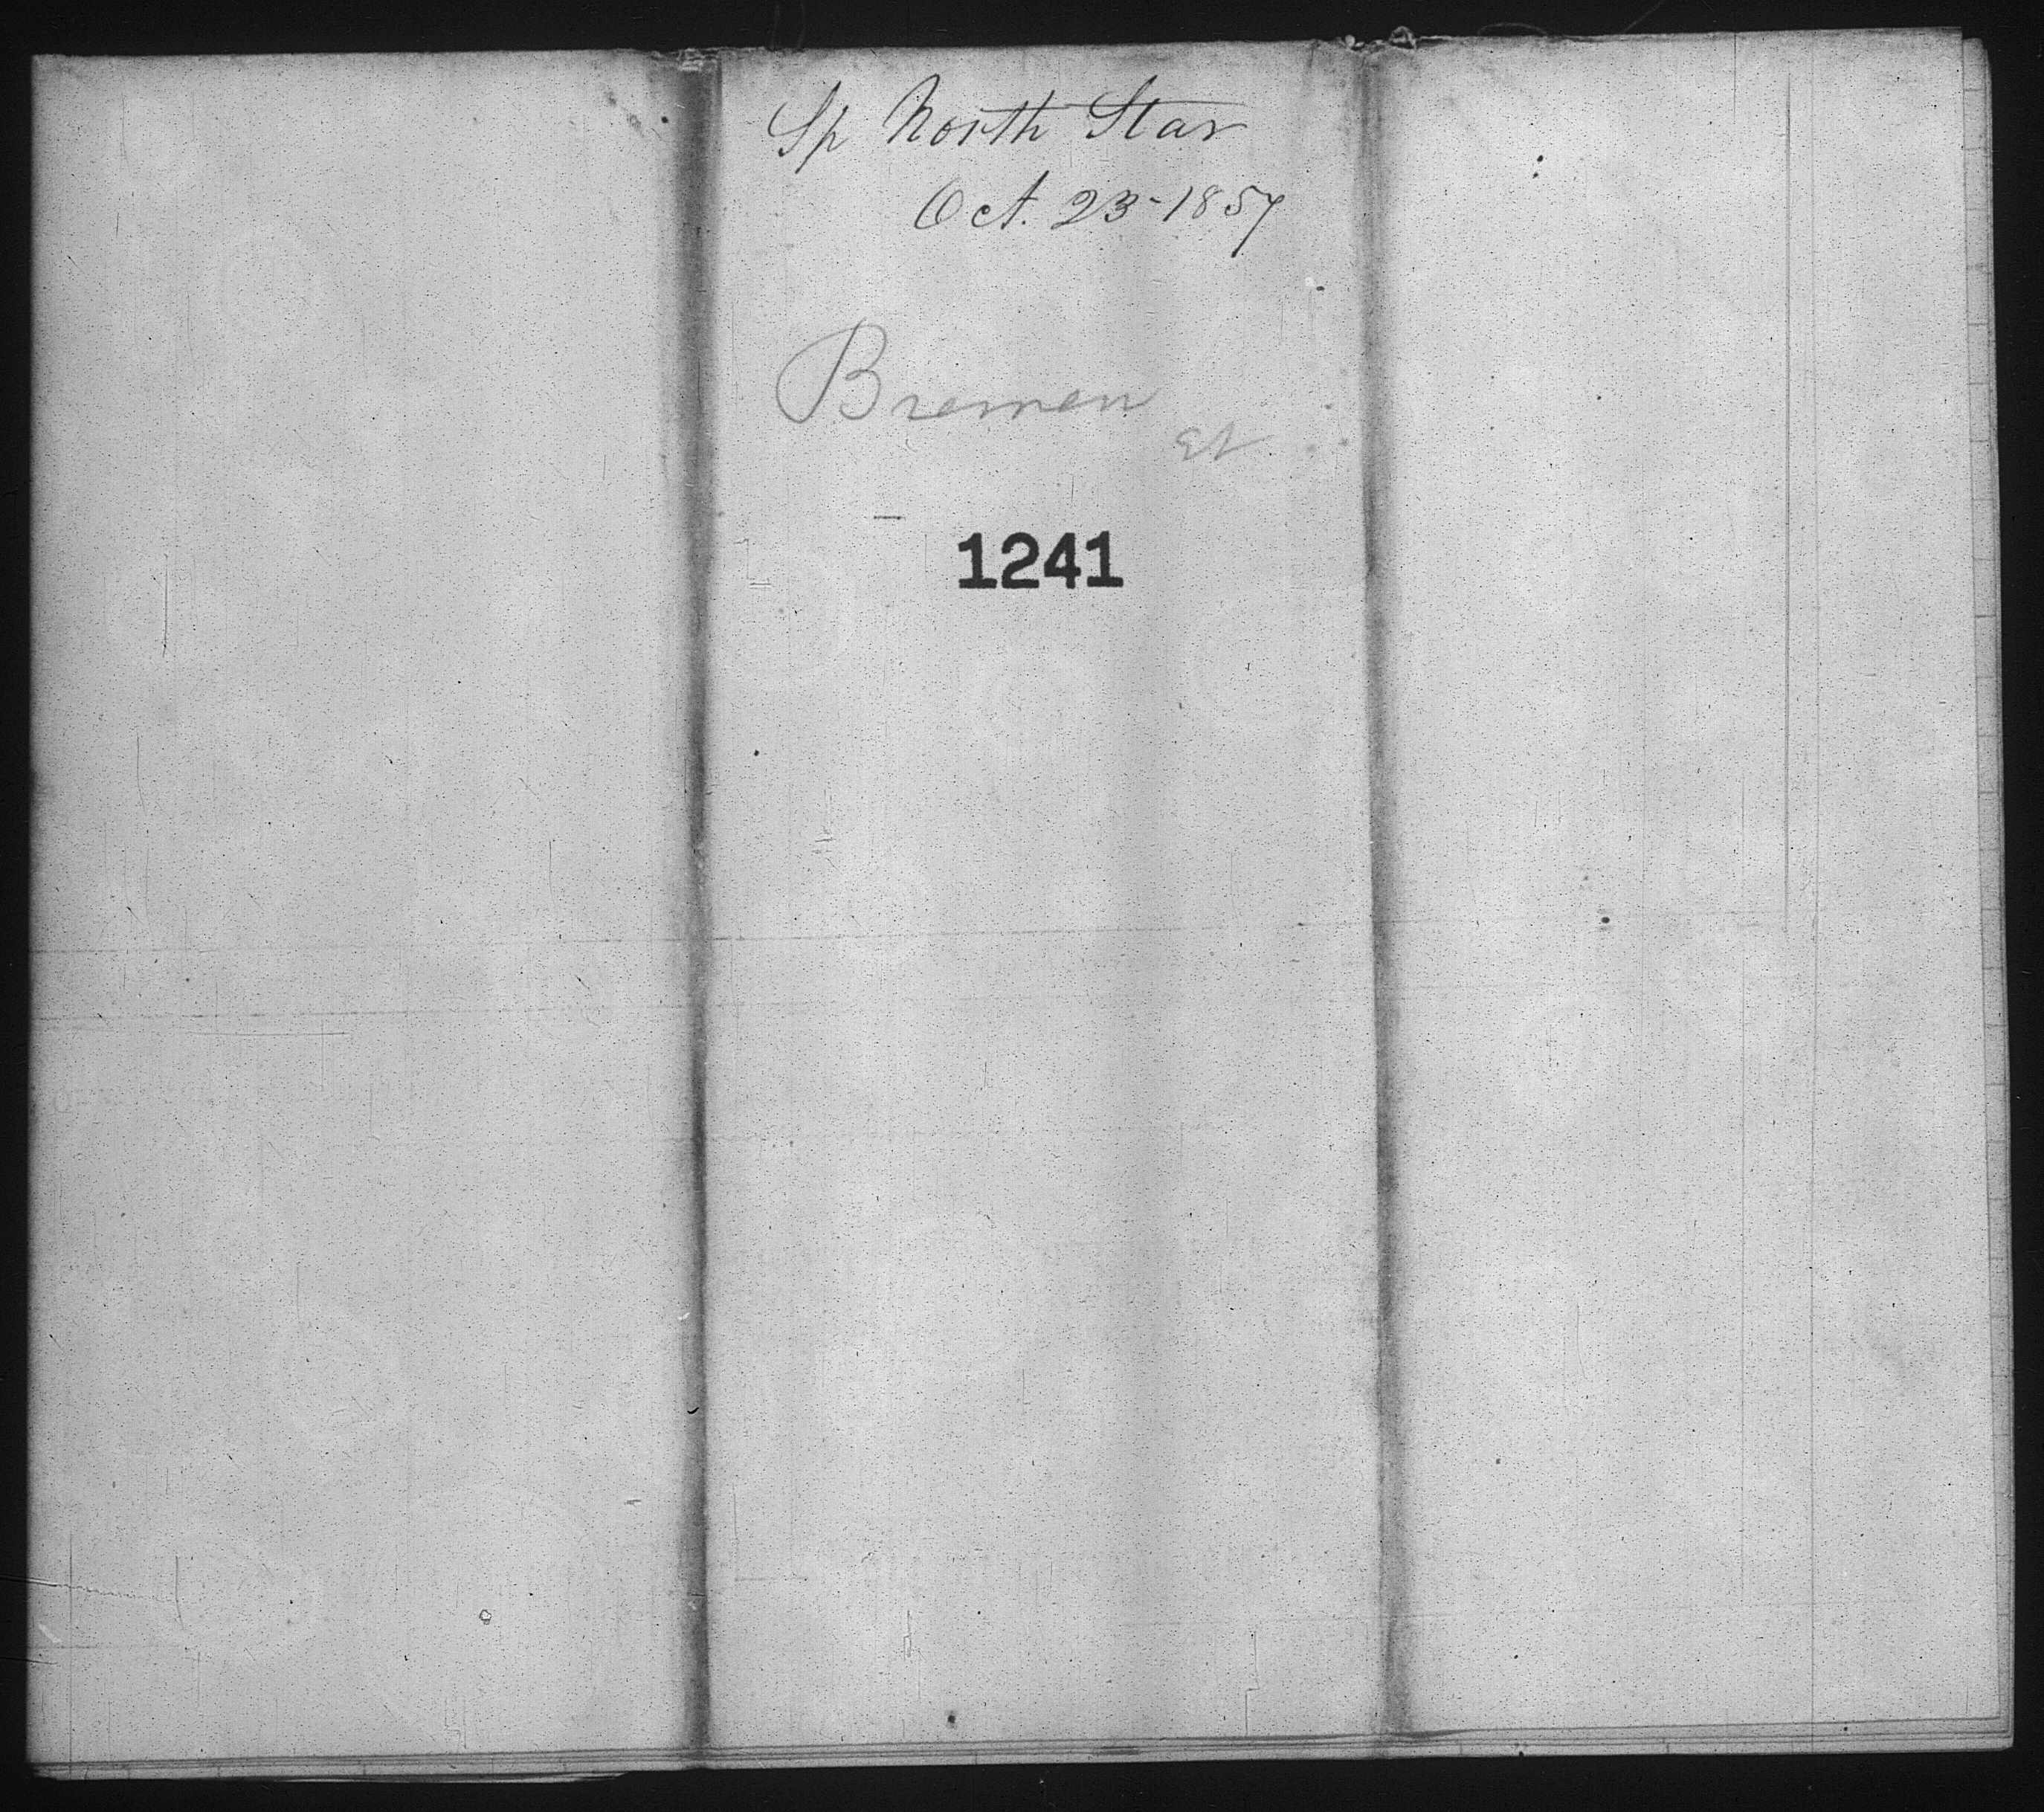 Sp North Star
Oct. 23-1857
Bremen
1241